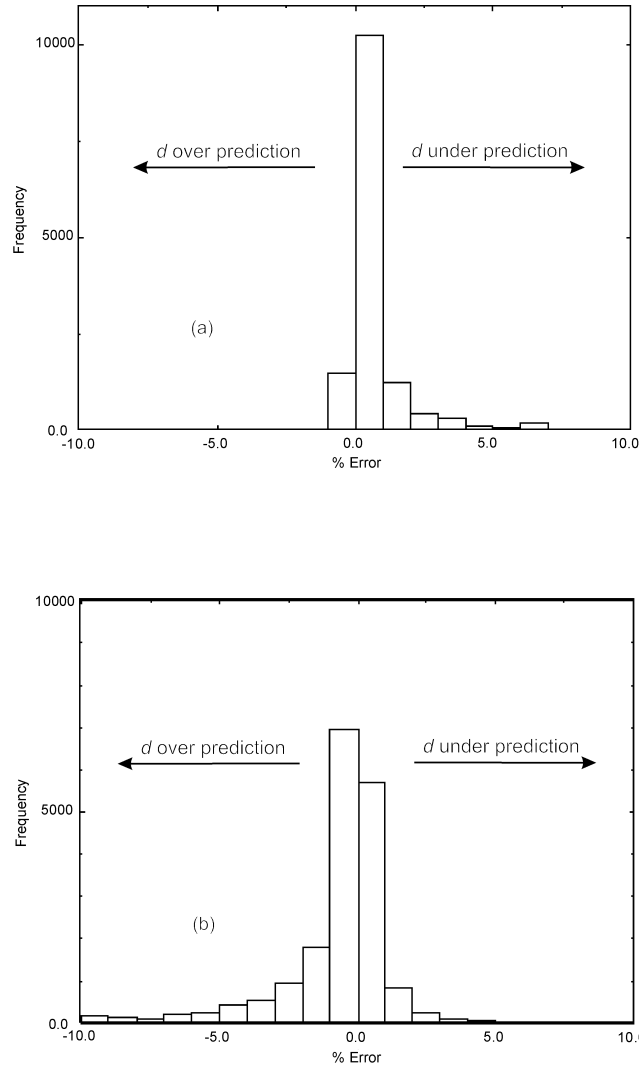 10000
d over prediction
d under prediction
Frequency
5000
(a)
0.0
-10.0 -5.0 0.0 5.0 10.0
% Error
10000
d over prediction
d under prediction
Frequency
5000
(b)
0.0
-10.0 -5.0 0.0 5.0 10.
% Error